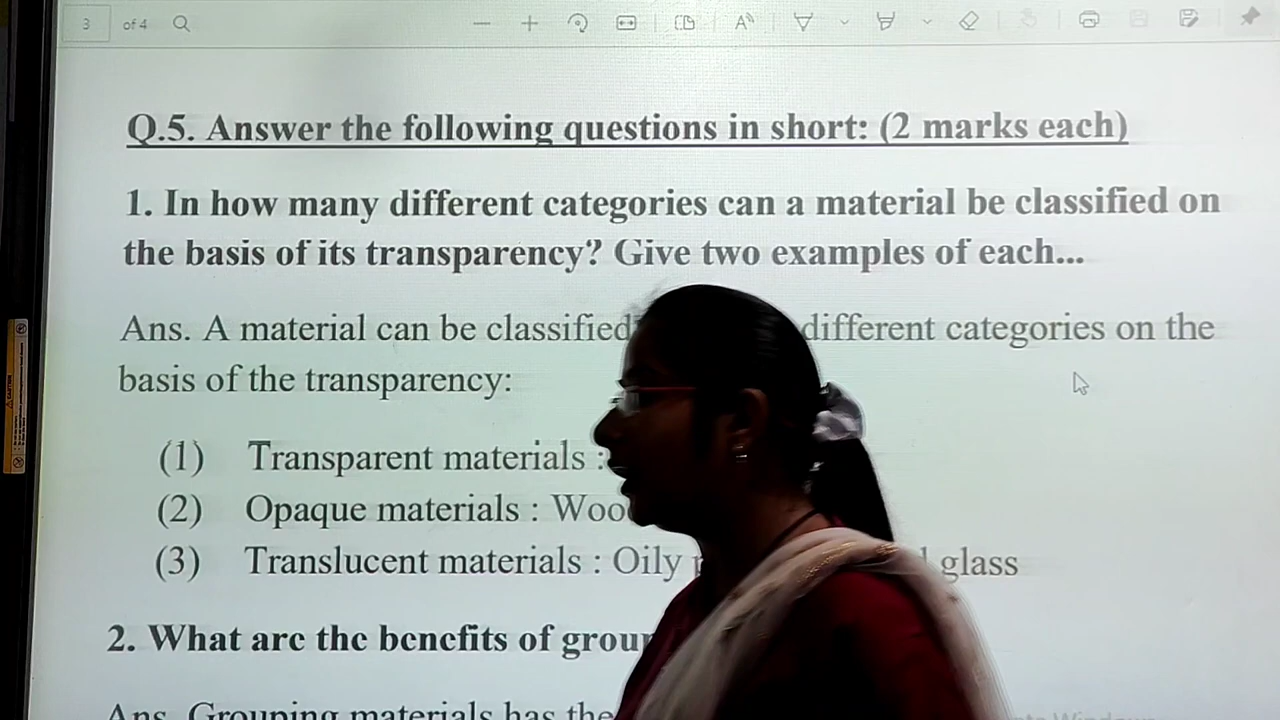 3 of 4
Q.5. Answer the following questions in short: (2 marks each)
1. In how many different categories can a material be classified on
the basis of its transparency? Give two examples of each...
Ans. A material can be classified different categories on the
basis of the transparency:
(1) Transparent materials :
(2) Opaque materials :
(3) Translucent materials : Oily glass
2. What are the benefits of
Ans. Grouping materials has the